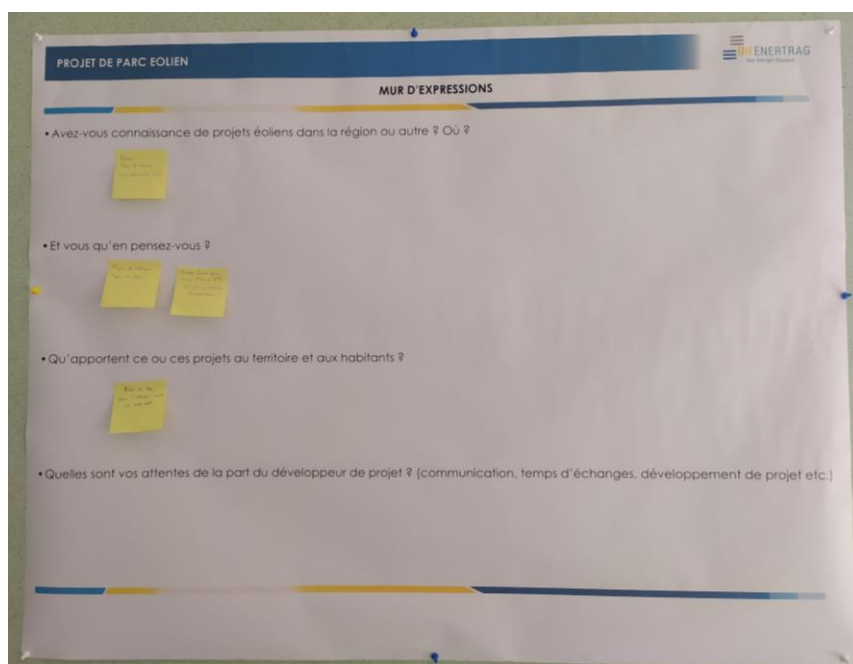 PROJET DE PARC EOLIEN
ENERTRAG
MUR D'EXPRESSIONS
• Avez-vous connaissance de projets éoliens dans la région ou autre ? Où ?
• Et vous qu'en pensez-vous ?
• Qu'apportent ce ou ces projets au territoire et aux habitants ?
• Quelles sont vos attentes de la part du développeur de projet ? (communication, temps d'échanges, développement de projet etc.)